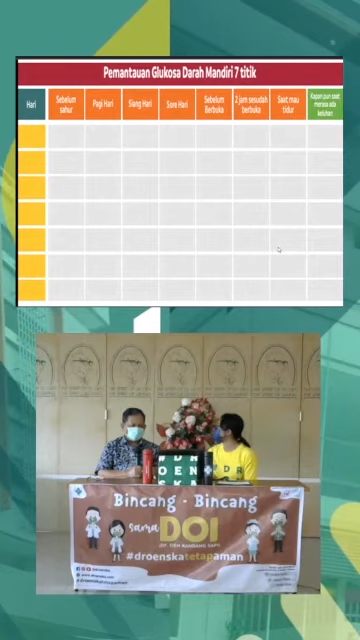 Pemantauan Glukosa Darah Mandiri 7 titik
Hari
Sebelum sahur
Pagi Hari
Siang Hari
Sore Hari
Sebelum Berbuka
2 jam sesudah berbuka
Saat mau tidur
Kapan pun saat merasa ada keluhan
# D R
O E N
S K A
D R
Bincang - Bincang
sama DOI
#droenskatetapaman